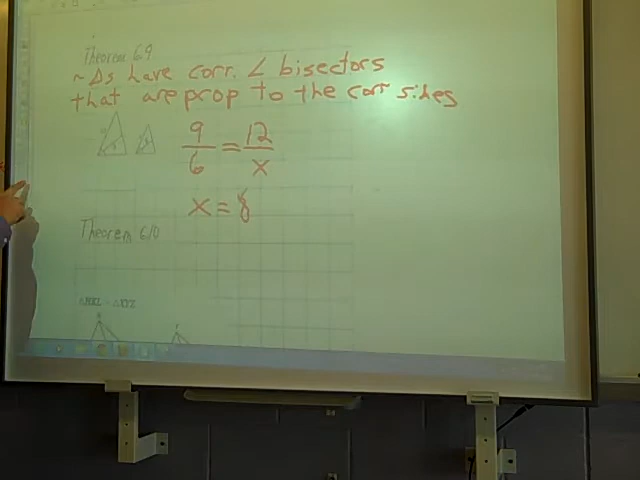 Theorem 6.9
~ Δs have corr. ∠ bisectors
that are prop to the corr sides
9/6 = 12/x
x = 8
Theorem 6.10